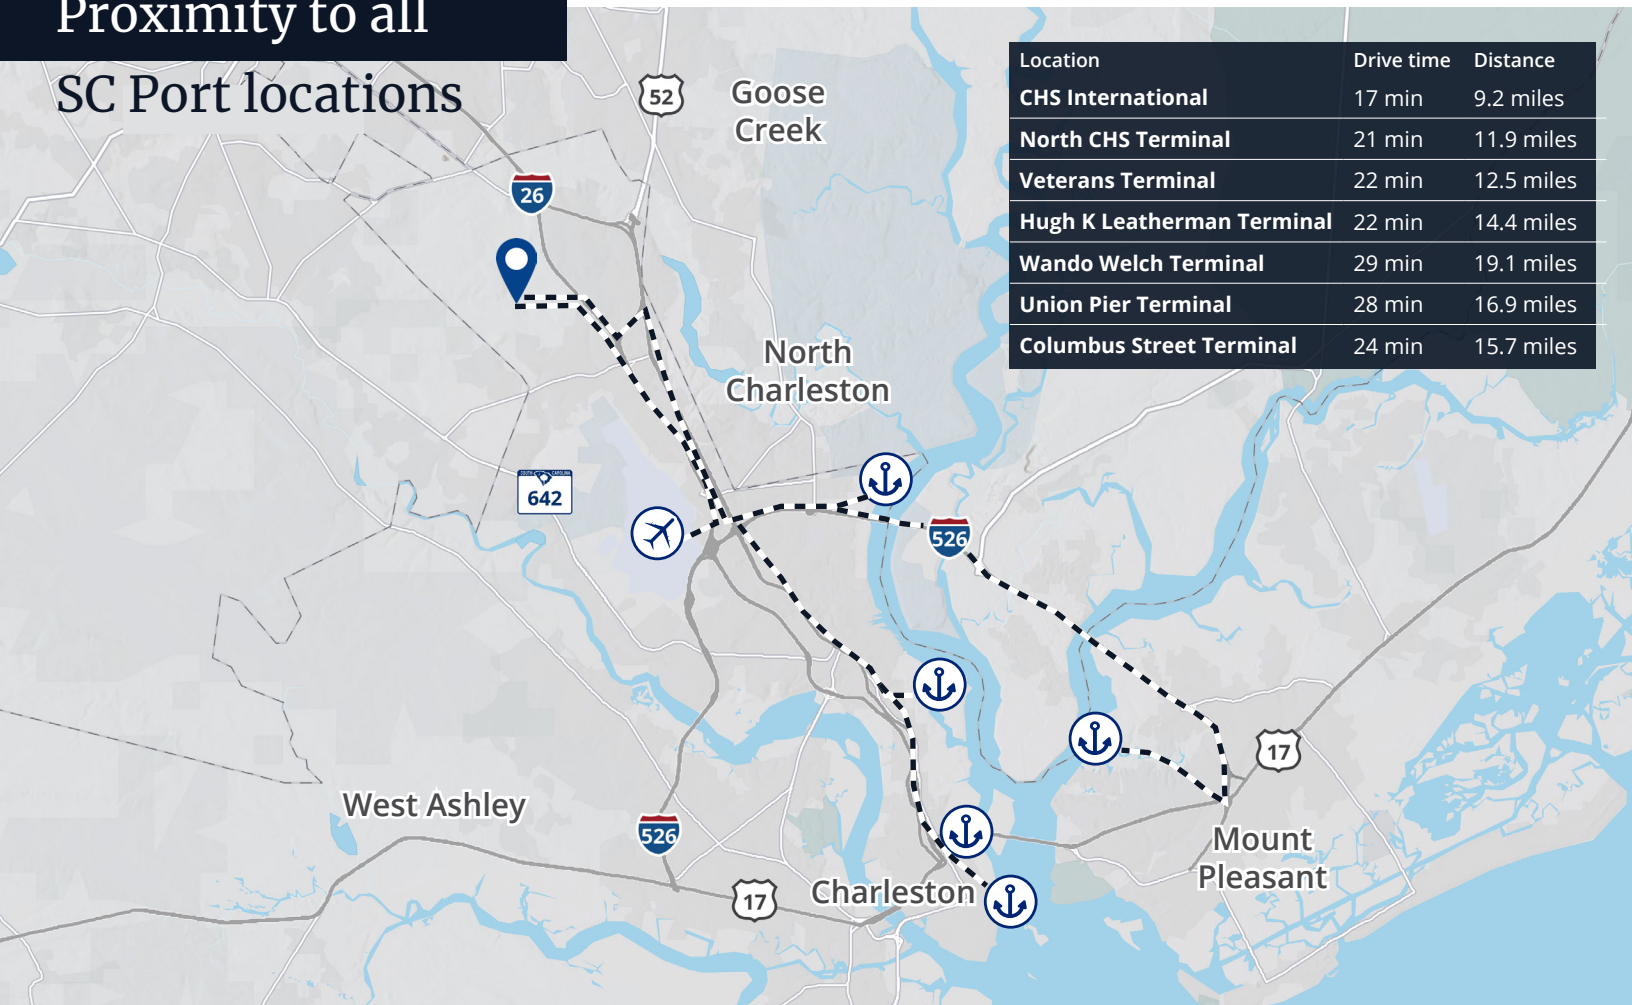 Proximity to all
SC Port locations
Location Drive time Distance
CHS International 17 min 9.2 miles
North CHS Terminal 21 min 11.9 miles
Veterans Terminal 22 min 12.5 miles
Hugh K Leatherman Terminal 22 min 14.4 miles
Wando Welch Terminal 29 min 19.1 miles
Union Pier Terminal 28 min 16.9 miles
Columbus Street Terminal 24 min 15.7 miles
52
Goose
Creek
26
North
Charleston
SOUTH CAROLINA
642
526
17
West Ashley
526
Mount
Pleasant
17
Charleston